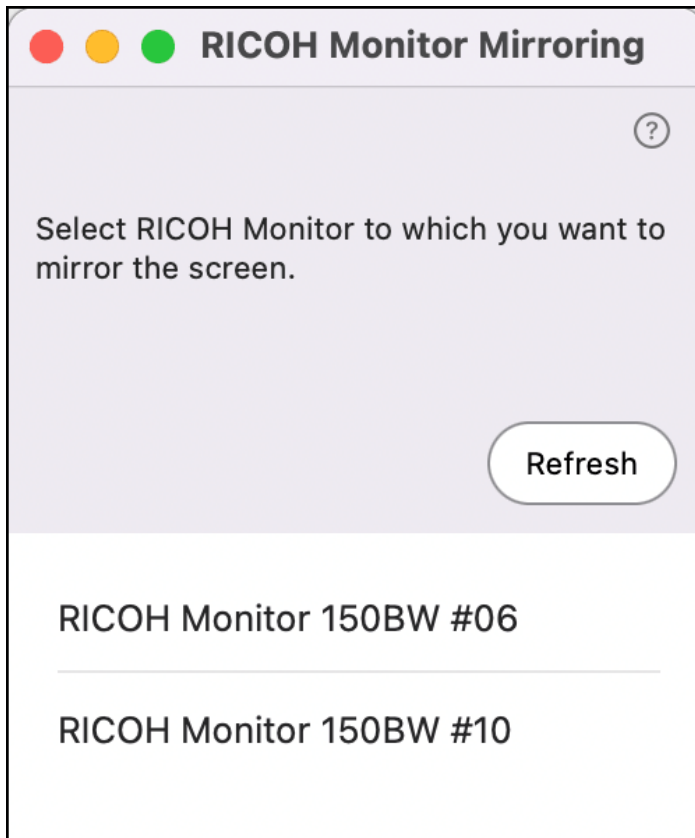 RICOH Monitor Mirroring
?
Select RICOH Monitor to which you want to
mirror the screen.
Refresh
RICOH Monitor 150BW #06
RICOH Monitor 150BW #10